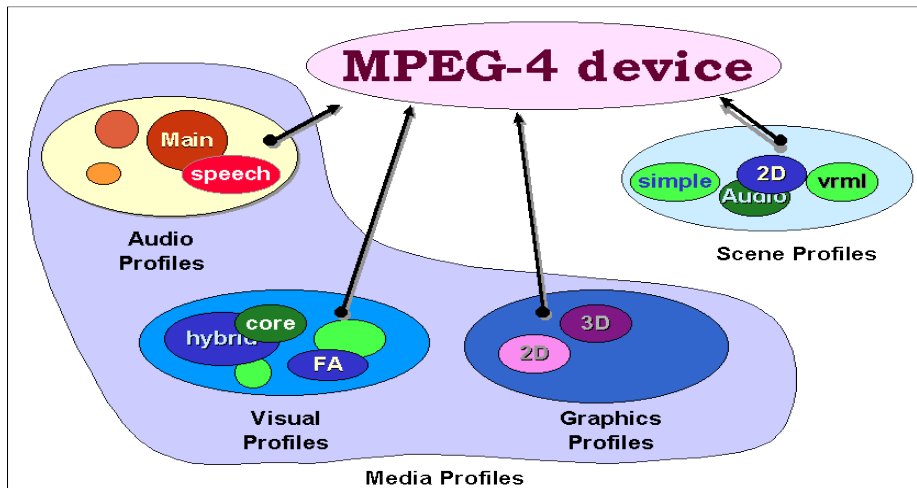 MPEG-4 device
Main
speech
Audio
Profiles
simple
2D
vrml
Audio
Scene Profiles
core
hybrid
FA
Visual
Profiles
3D
2D
Graphics
Profiles
Media Profiles